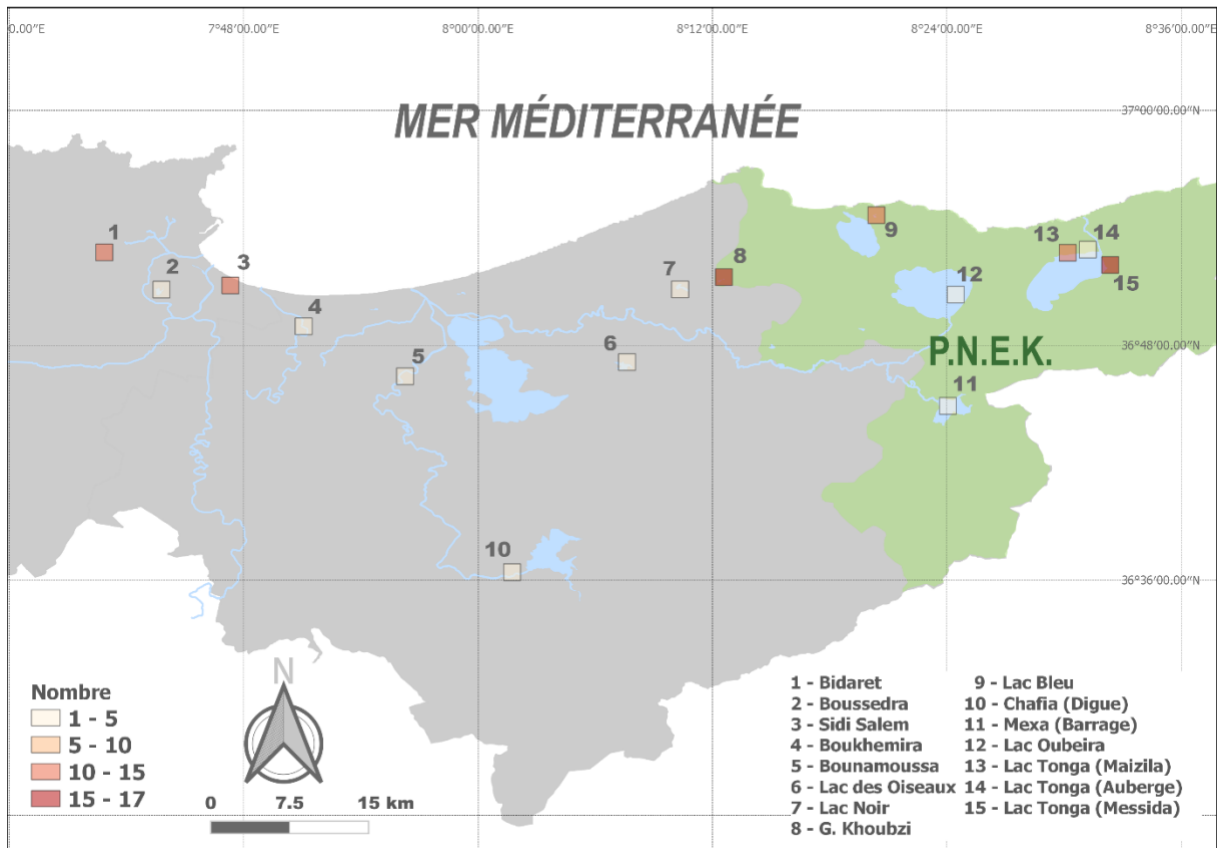 0.00″E 7°48′00.00″E 8°00′00.00″E 8°12′00.00″E 8°24′00.00″E 8°36′00.00″E
37°00′00.00″N
MER MÉDITERRANÉE
1
2
3
4
5
6
7
8
9
10
11
12
13
14
15
36°48′00.00″N
P.N.E.K.
36°36′00.00″N
N
Nombre
1 - 5
5 - 10
10 - 15
15 - 17
0 7.5 15 km
1 - Bidaret
2 - Boussedra
3 - Sidi Salem
4 - Boukhemira
5 - Bounamoussa
6 - Lac des Oiseaux
7 - Lac Noir
8 - G. Khoubzi
9 - Lac Bleu
10 - Chafia (Digue)
11 - Mexa (Barrage)
12 - Lac Oubeira
13 - Lac Tonga (Maizila)
14 - Lac Tonga (Auberge)
15 - Lac Tonga (Messida)